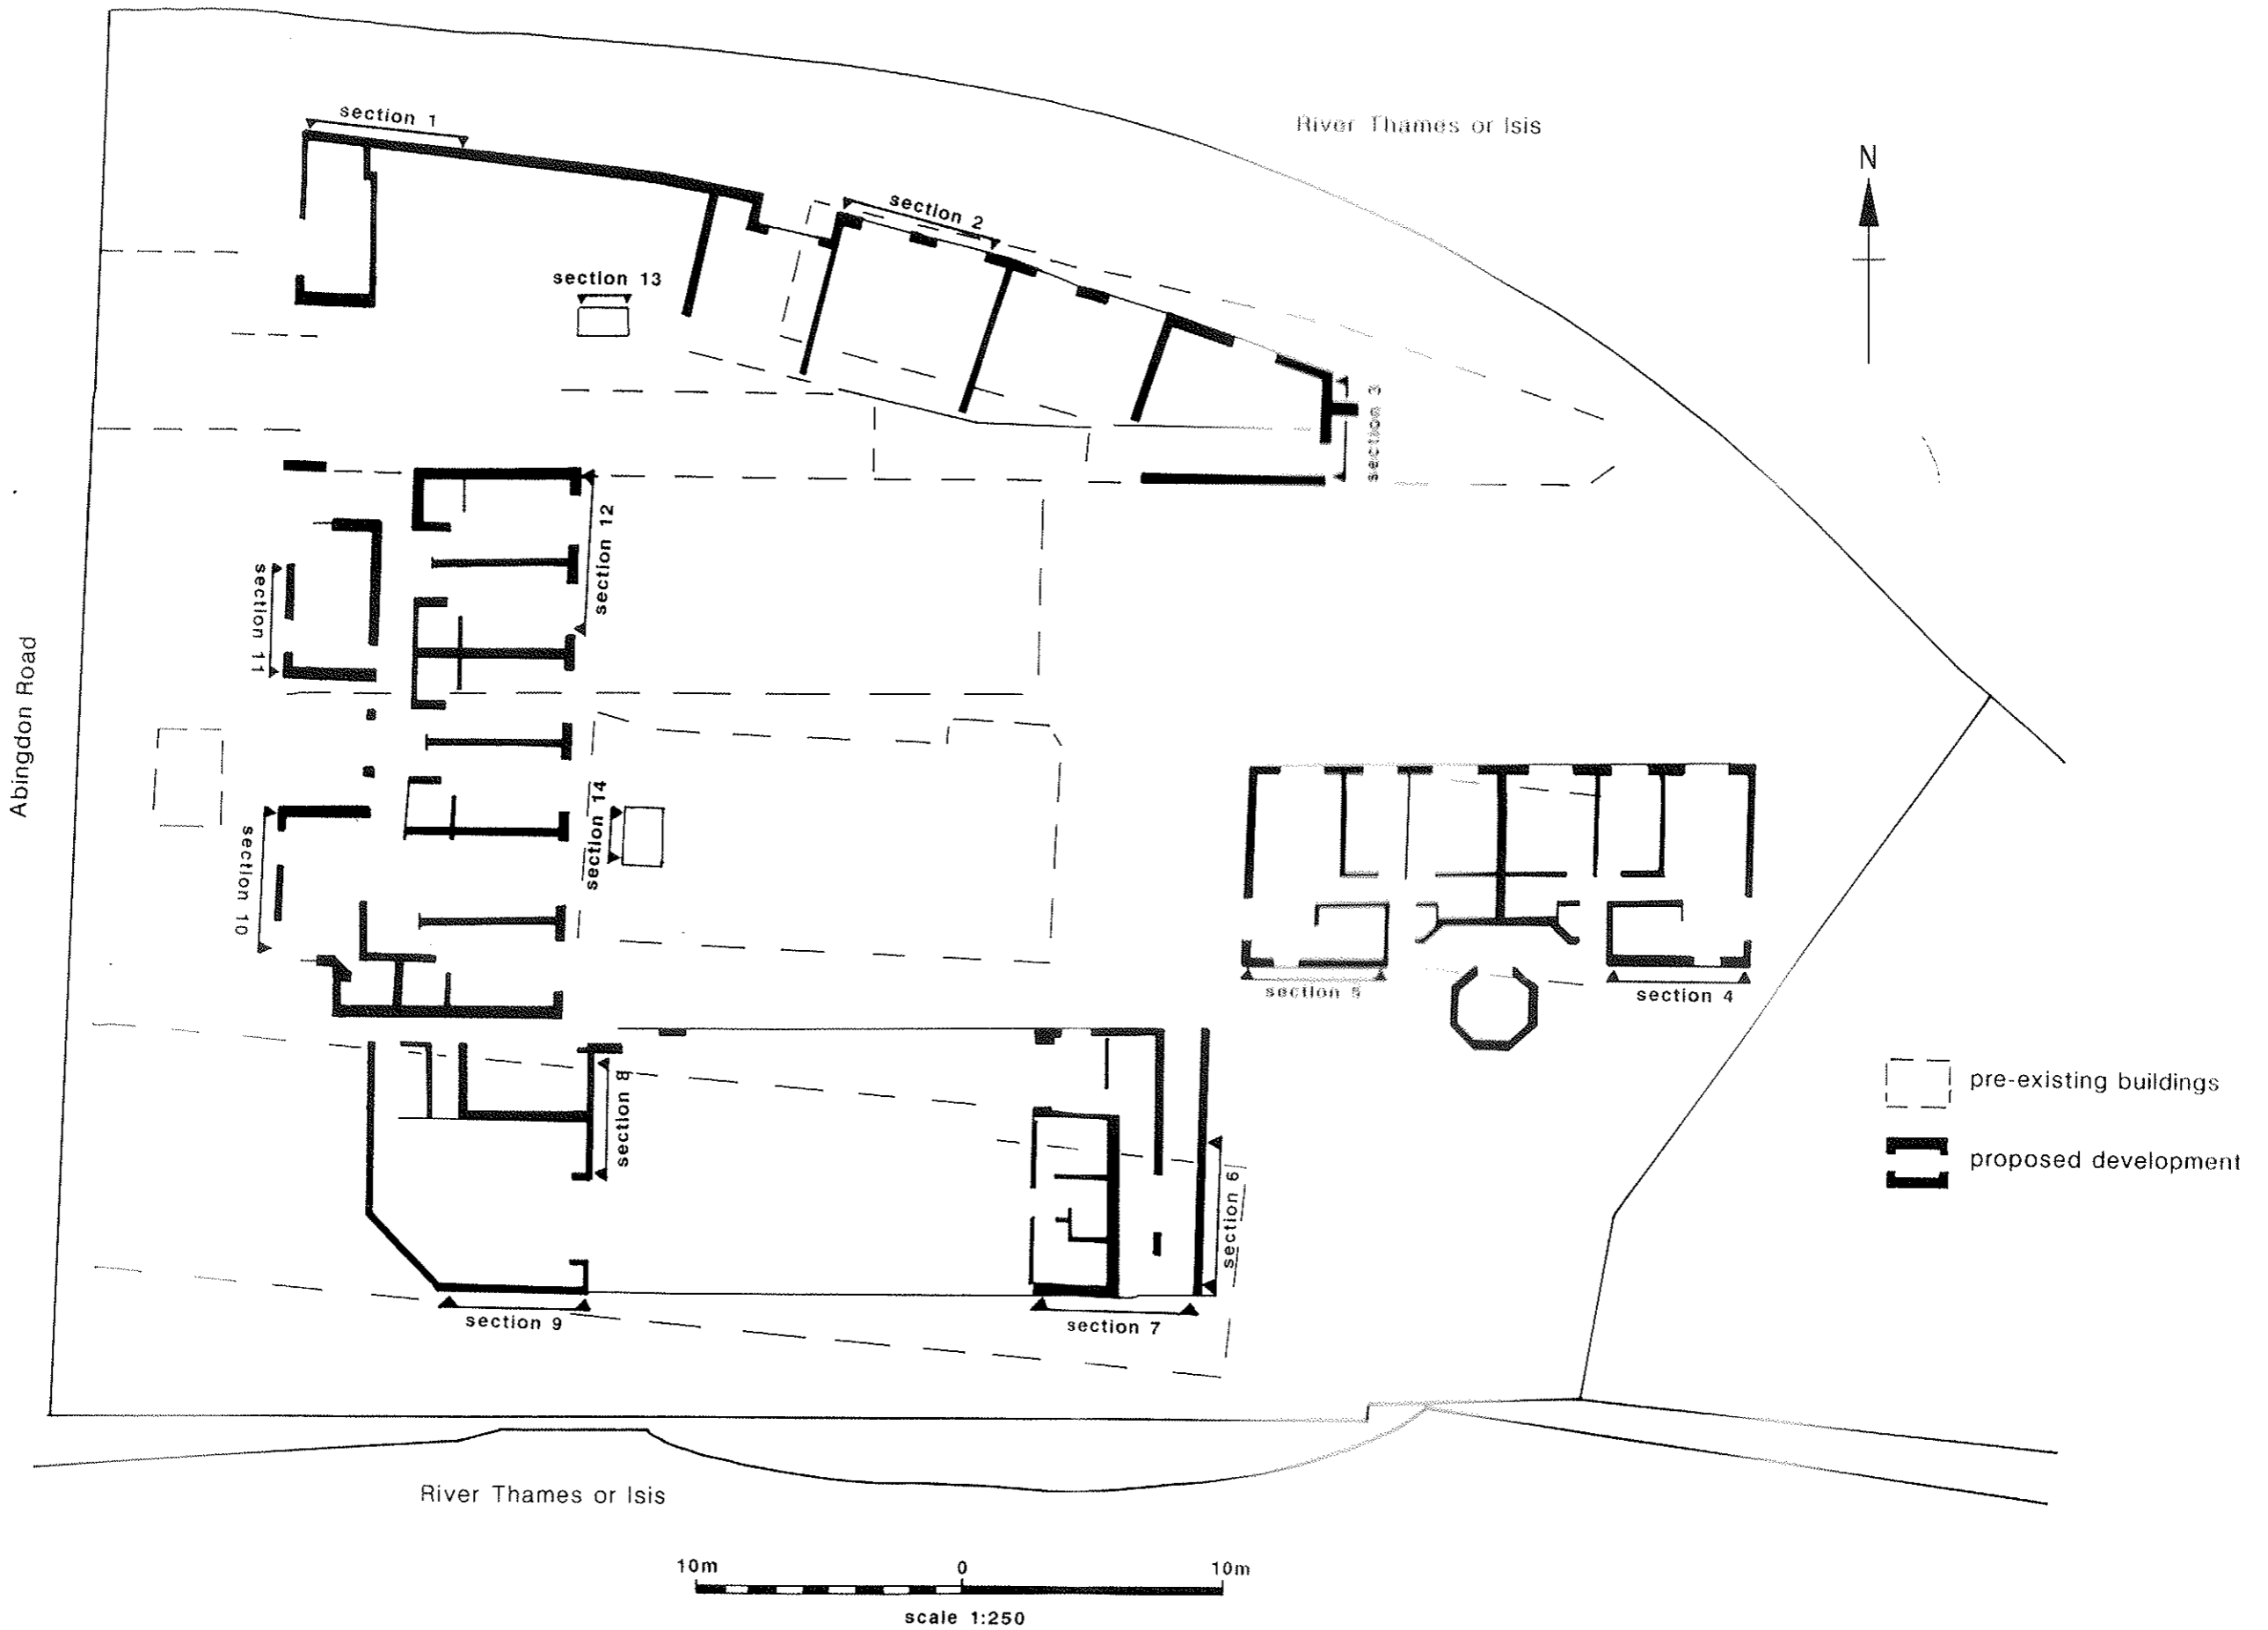 section 1
River Thames or Isis
N
section 2
section 13
section 3
section 12
section 11
Abingdon Road
section 14
section 10
section 5
section 4
section 8
pre-existing buildings
proposed development
section 6
section 9
section 7
River Thames or Isis
10m 0 10m
scale 1:250